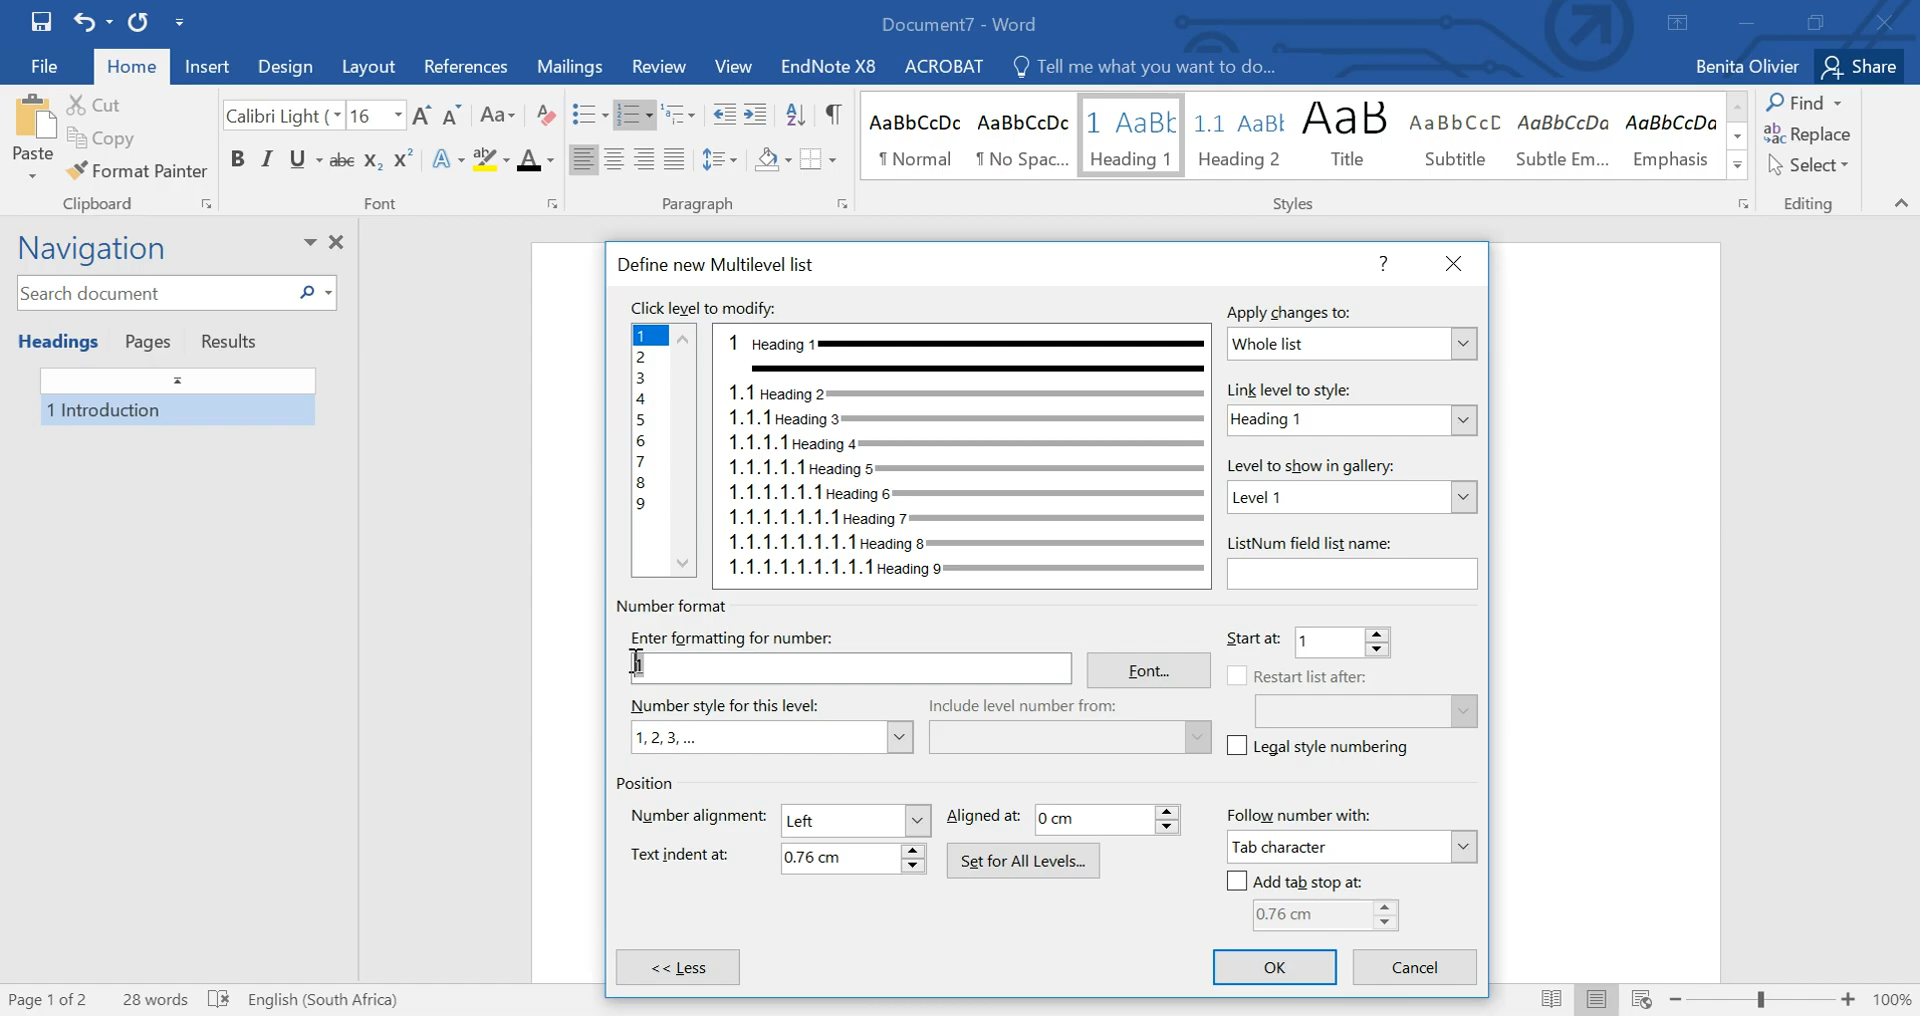 Document7 - Word
File Home Insert Design Layout References Mailings Review View EndNote X8 ACROBAT Tell me what you want to do... Benita Olivier Share
Paste
Cut
Copy
Format Painter
Clipboard
Calibri Light ( 16 Aa
B I U abc X₂ X² A ab A
Font
Paragraph
AaBbCcDc AaBbCcDc 1 AaBb 1.1 AaBb AaB AaBbCcD AaBbCcDa AaBbCcDa
¶ Normal ¶ No Spac... Heading 1 Heading 2 Title Subtitle Subtle Em... Emphasis
Styles
Find
Replace
Select
Editing
Navigation
Search document
Headings Pages Results
1 Introduction
Define new Multilevel list ?
Click level to modify:
1
2
3
4
5
6
7
8
9
1 Heading 1
1.1 Heading 2
1.1.1 Heading 3
1.1.1.1 Heading 4
1.1.1.1.1 Heading 5
1.1.1.1.1.1 Heading 6
1.1.1.1.1.1.1 Heading 7
1.1.1.1.1.1.1.1 Heading 8
1.1.1.1.1.1.1.1.1 Heading 9
Apply changes to:
Whole list
Link level to style:
Heading 1
Level to show in gallery:
Level 1
ListNum field list name:
Number format
Enter formatting for number:
1
Font...
Number style for this level:
1, 2, 3, ...
Include level number from:
Start at: 1
Restart list after:
Legal style numbering
Position
Number alignment: Left Aligned at: 0 cm
Text indent at: 0.76 cm Set for All Levels...
Follow number with:
Tab character
Add tab stop at:
0.76 cm
<< Less OK Cancel
Page 1 of 2 28 words English (South Africa) 100%